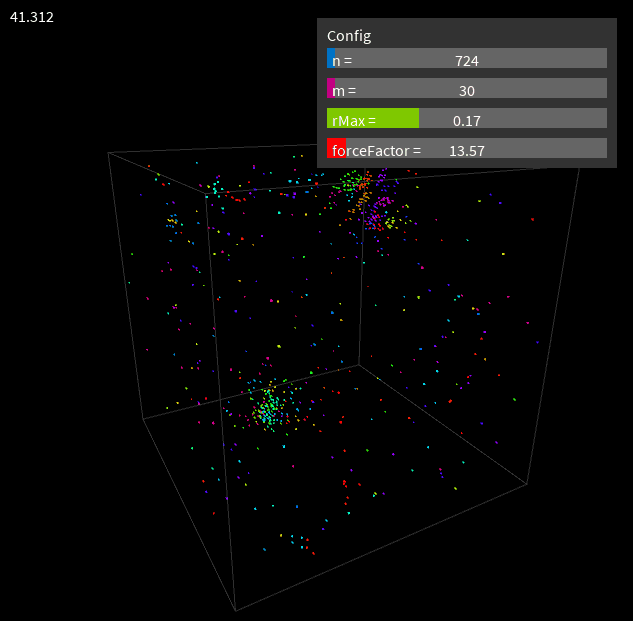 41.312
Config
n = 724
m = 30
rMax = 0.17
forceFactor = 13.57